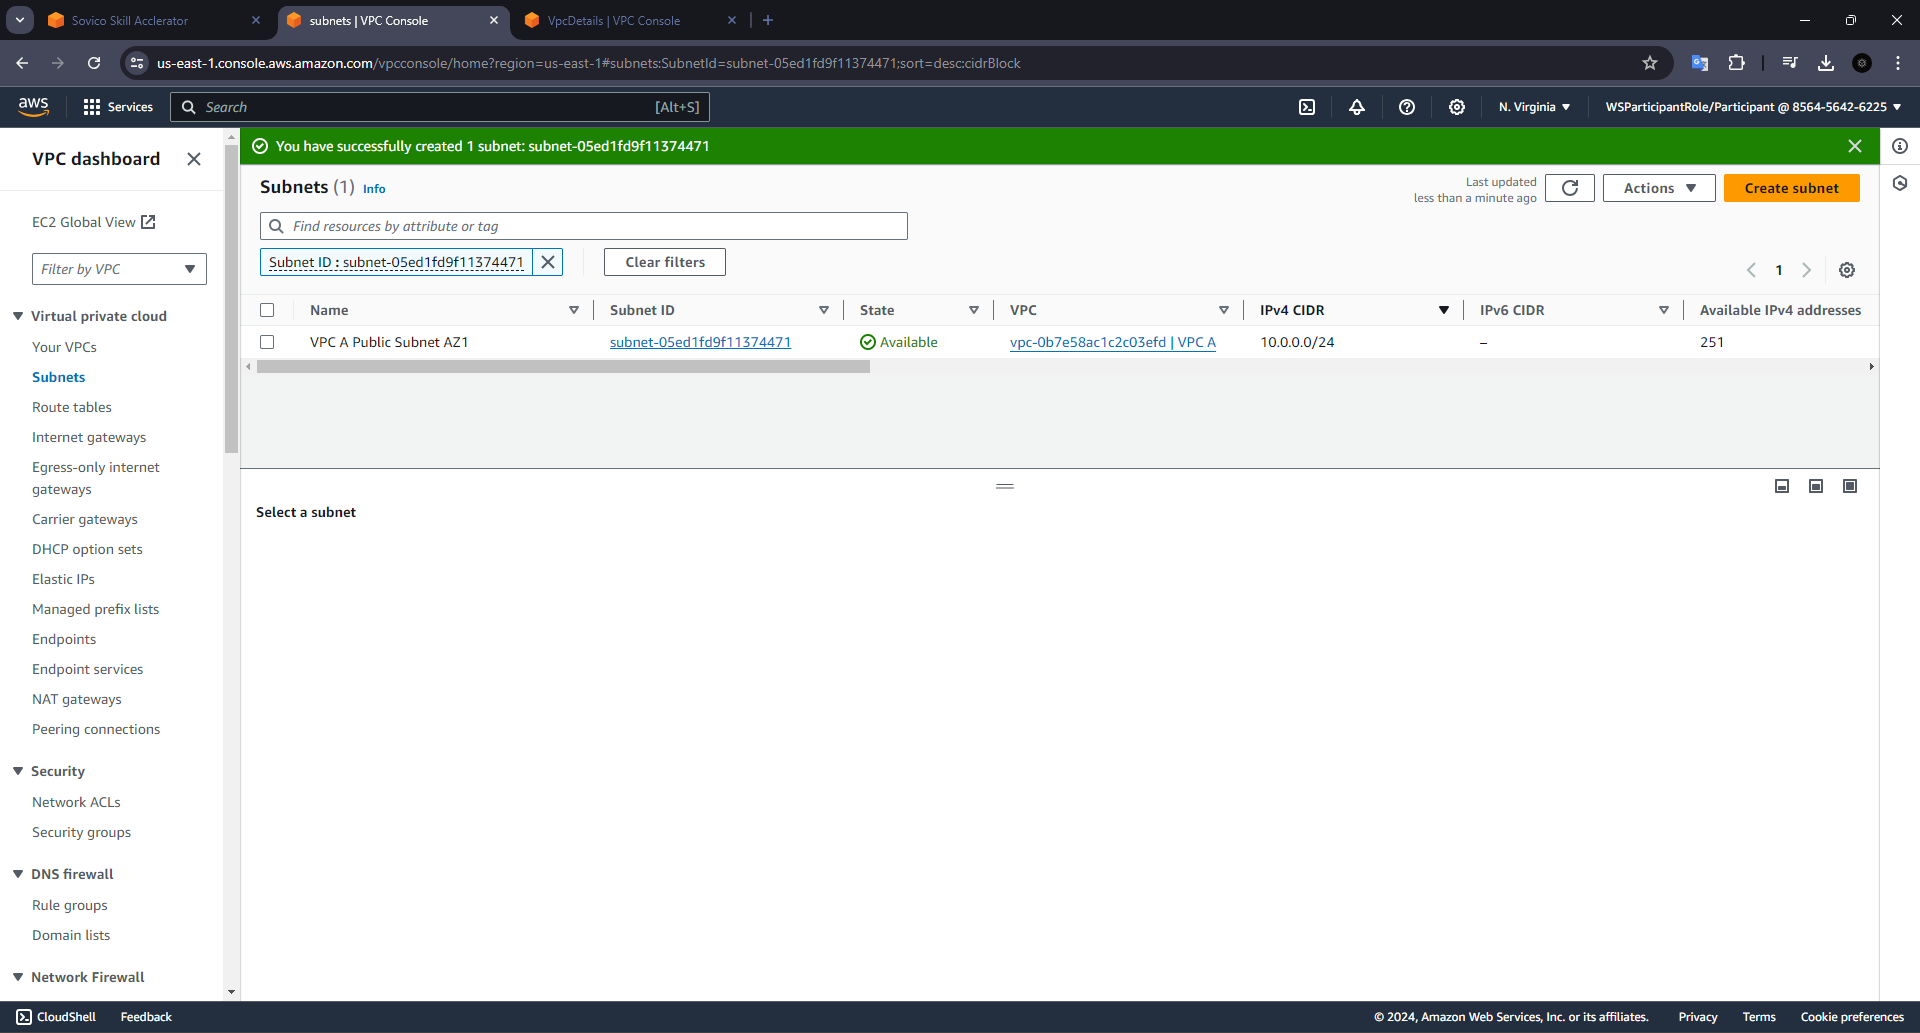 Sovico Skill Acclerator
subnets | VPC Console
VpcDetails | VPC Console
us-east-1.console.aws.amazon.com/vpcconsole/home?region=us-east-1#subnets:SubnetId=subnet-05ed1fd9f11374471;sort=desc:cidrBlock
aws
Services
Search
[Alt+S]
N. Virginia
WSParticipantRole/Participant @ 8564-5642-6225
VPC dashboard
EC2 Global View
Filter by VPC
Virtual private cloud
Your VPCs
Subnets
Route tables
Internet gateways
Egress-only internet
gateways
Carrier gateways
DHCP option sets
Elastic IPs
Managed prefix lists
Endpoints
Endpoint services
NAT gateways
Peering connections
Security
Network ACLs
Security groups
DNS firewall
Rule groups
Domain lists
Network Firewall
You have successfully created 1 subnet: subnet-05ed1fd9f11374471
Subnets (1) Info
Last updated
less than a minute ago
Actions
Create subnet
Find resources by attribute or tag
Subnet ID : subnet-05ed1fd9f11374471
Clear filters
1
Name
Subnet ID
State
VPC
IPv4 CIDR
IPv6 CIDR
Available IPv4 addresses
VPC A Public Subnet AZ1
subnet-05ed1fd9f11374471
Available
vpc-0b7e58ac1c2c03efd | VPC A
10.0.0.0/24
–
251
Select a subnet
CloudShell
Feedback
© 2024, Amazon Web Services, Inc. or its affiliates.
Privacy
Terms
Cookie preferences